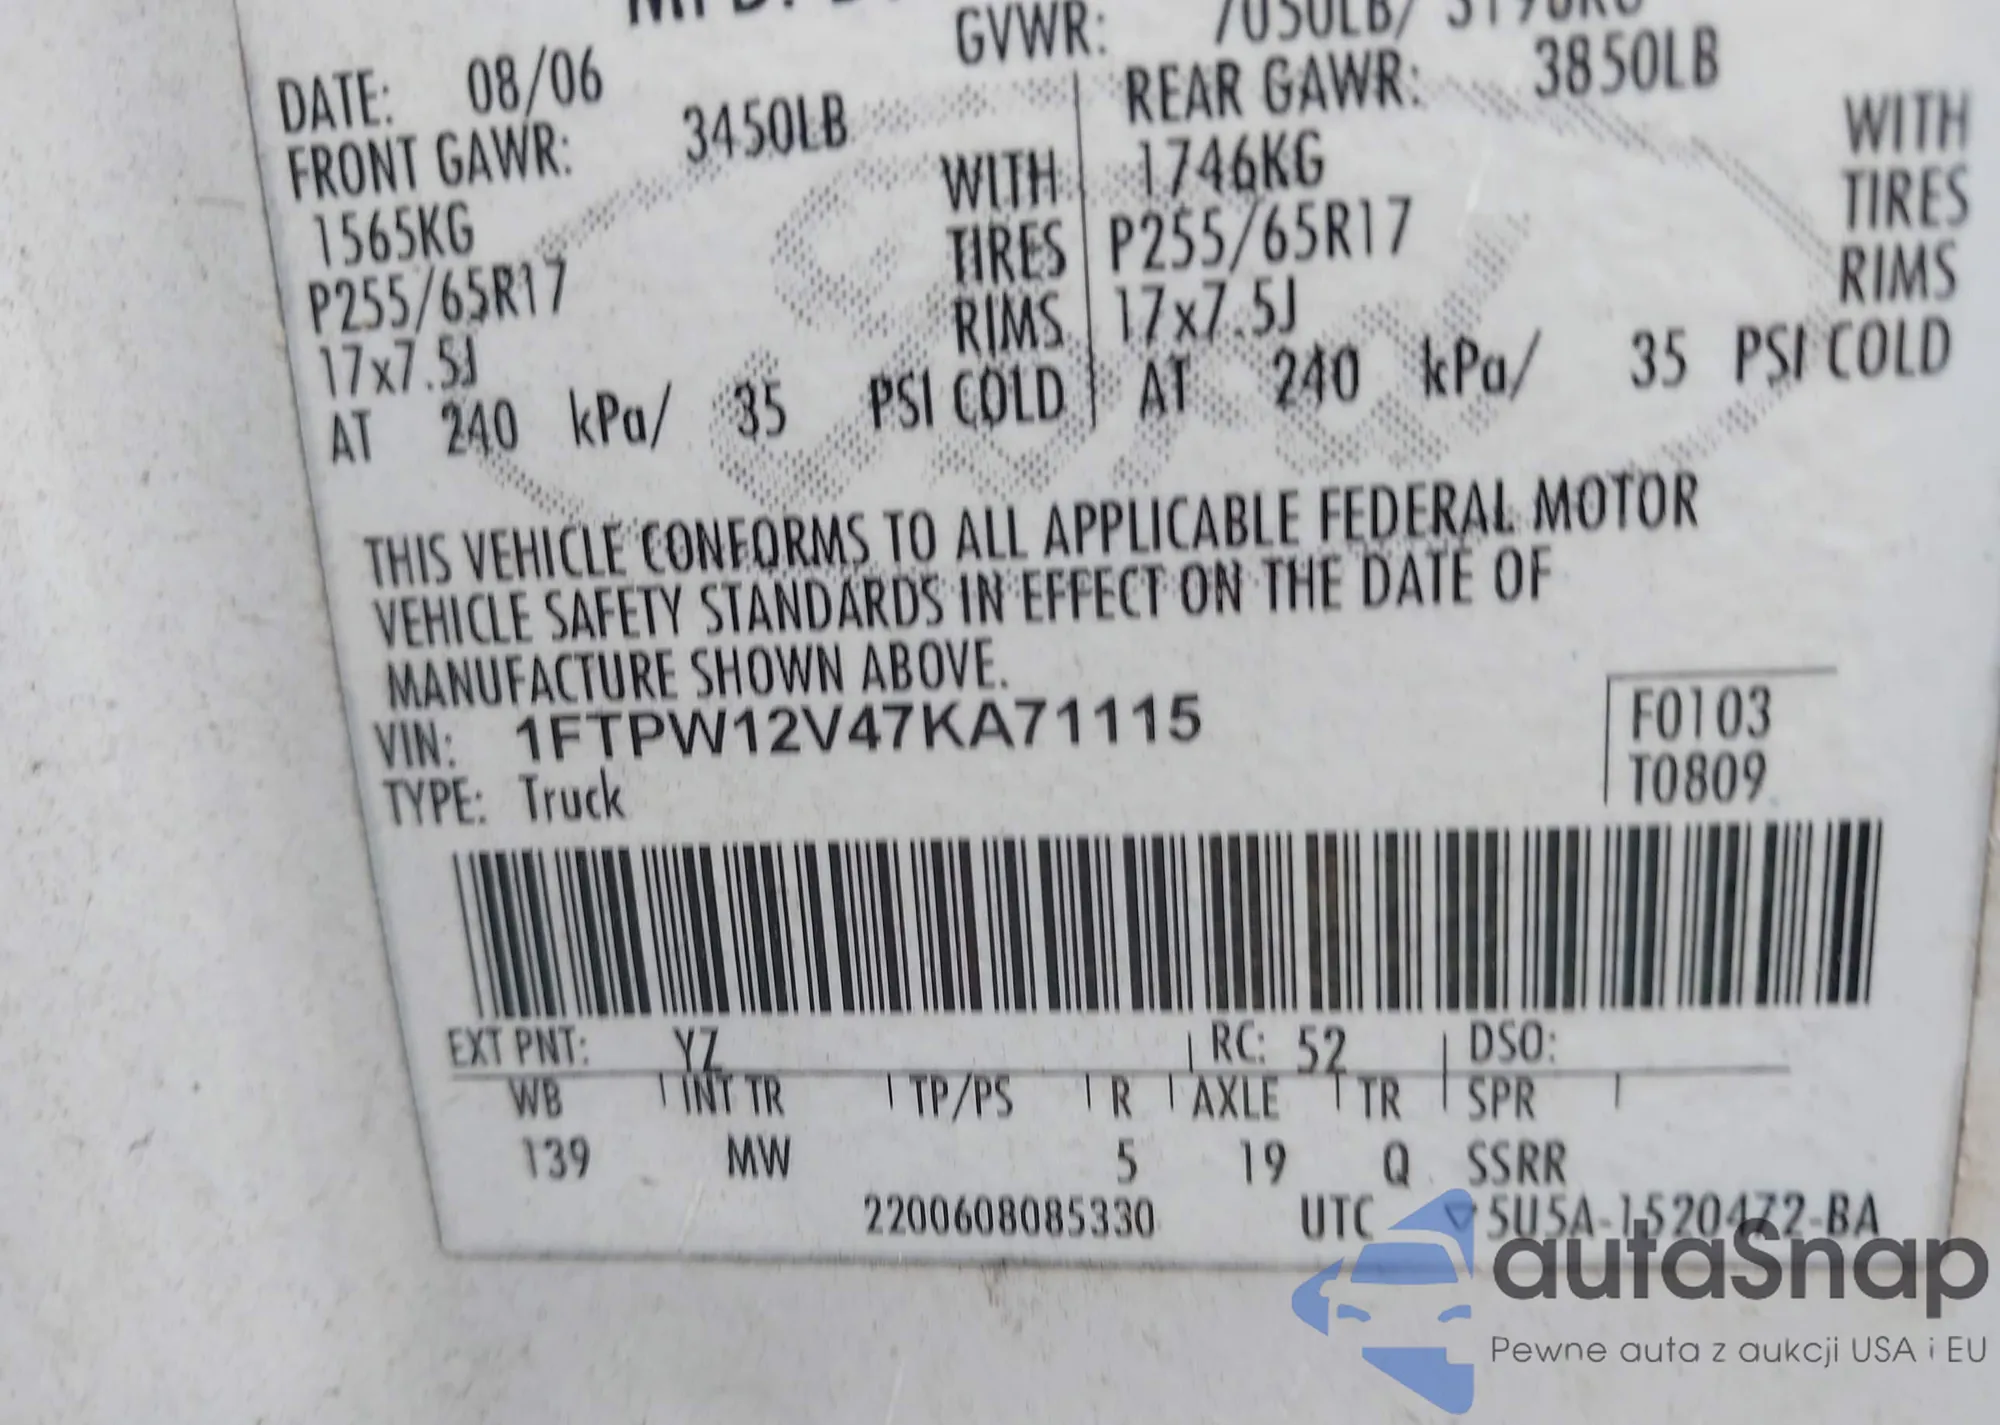 GVWR: 7050LB/
DATE: 08/06
FRONT GAWR: 3450LB
1565KG WITH
P255/65R17 TIRES
17x7.5J RIMS
AT 240 kPa/ 35 PSI COLD
REAR GAWR: 3850LB
1746KG WITH
P255/65R17 TIRES
17x7.5J RIMS
AT 240 kPa/ 35 PSI COLD
THIS VEHICLE CONFORMS TO ALL APPLICABLE FEDERAL MOTOR
VEHICLE SAFETY STANDARDS IN EFFECT ON THE DATE OF
MANUFACTURE SHOWN ABOVE.
VIN: 1FTPW12V47KA71115
TYPE: Truck
F0103
T0809
EXT PNT: YZ RC: 52 DSO:
WB INT TR TP/PS R AXLE TR SPR
139 MW 5 19 Q SSRR
2200608085330 UTC ▽5U5A-1520472-BA
autaSnap
Pewne auta z aukcji USA i EU